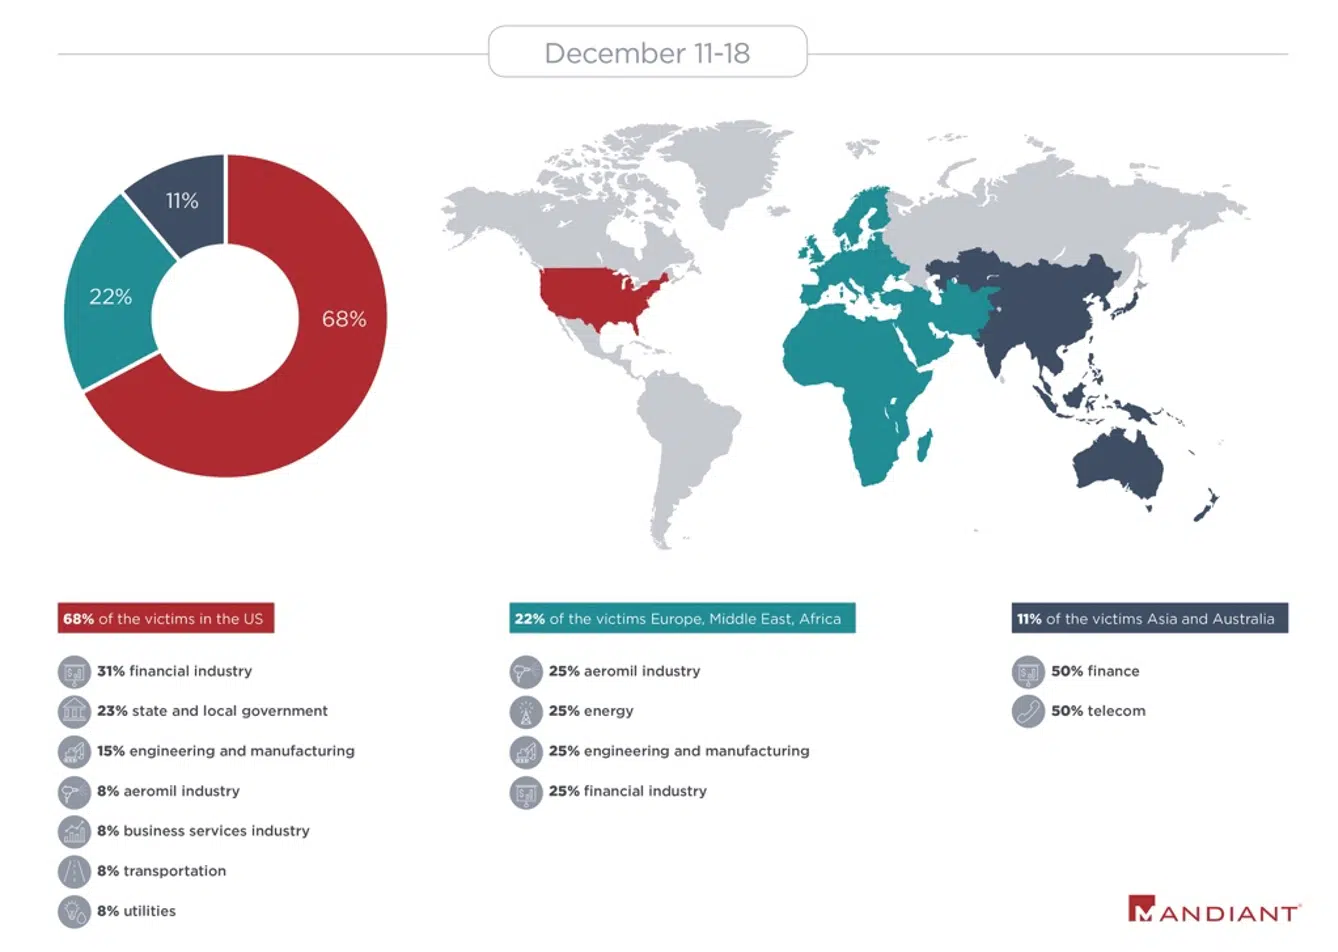 December 11-18
11%
22%
68%
68% of the victims in the US
31% financial industry
23% state and local government
15% engineering and manufacturing
8% aeromil industry
8% business services industry
8% transportation
8% utilities
22% of the victims Europe, Middle East, Africa
25% aeromil industry
25% energy
25% engineering and manufacturing
25% financial industry
11% of the victims Asia and Australia
50% finance
50% telecom
MANDIANT